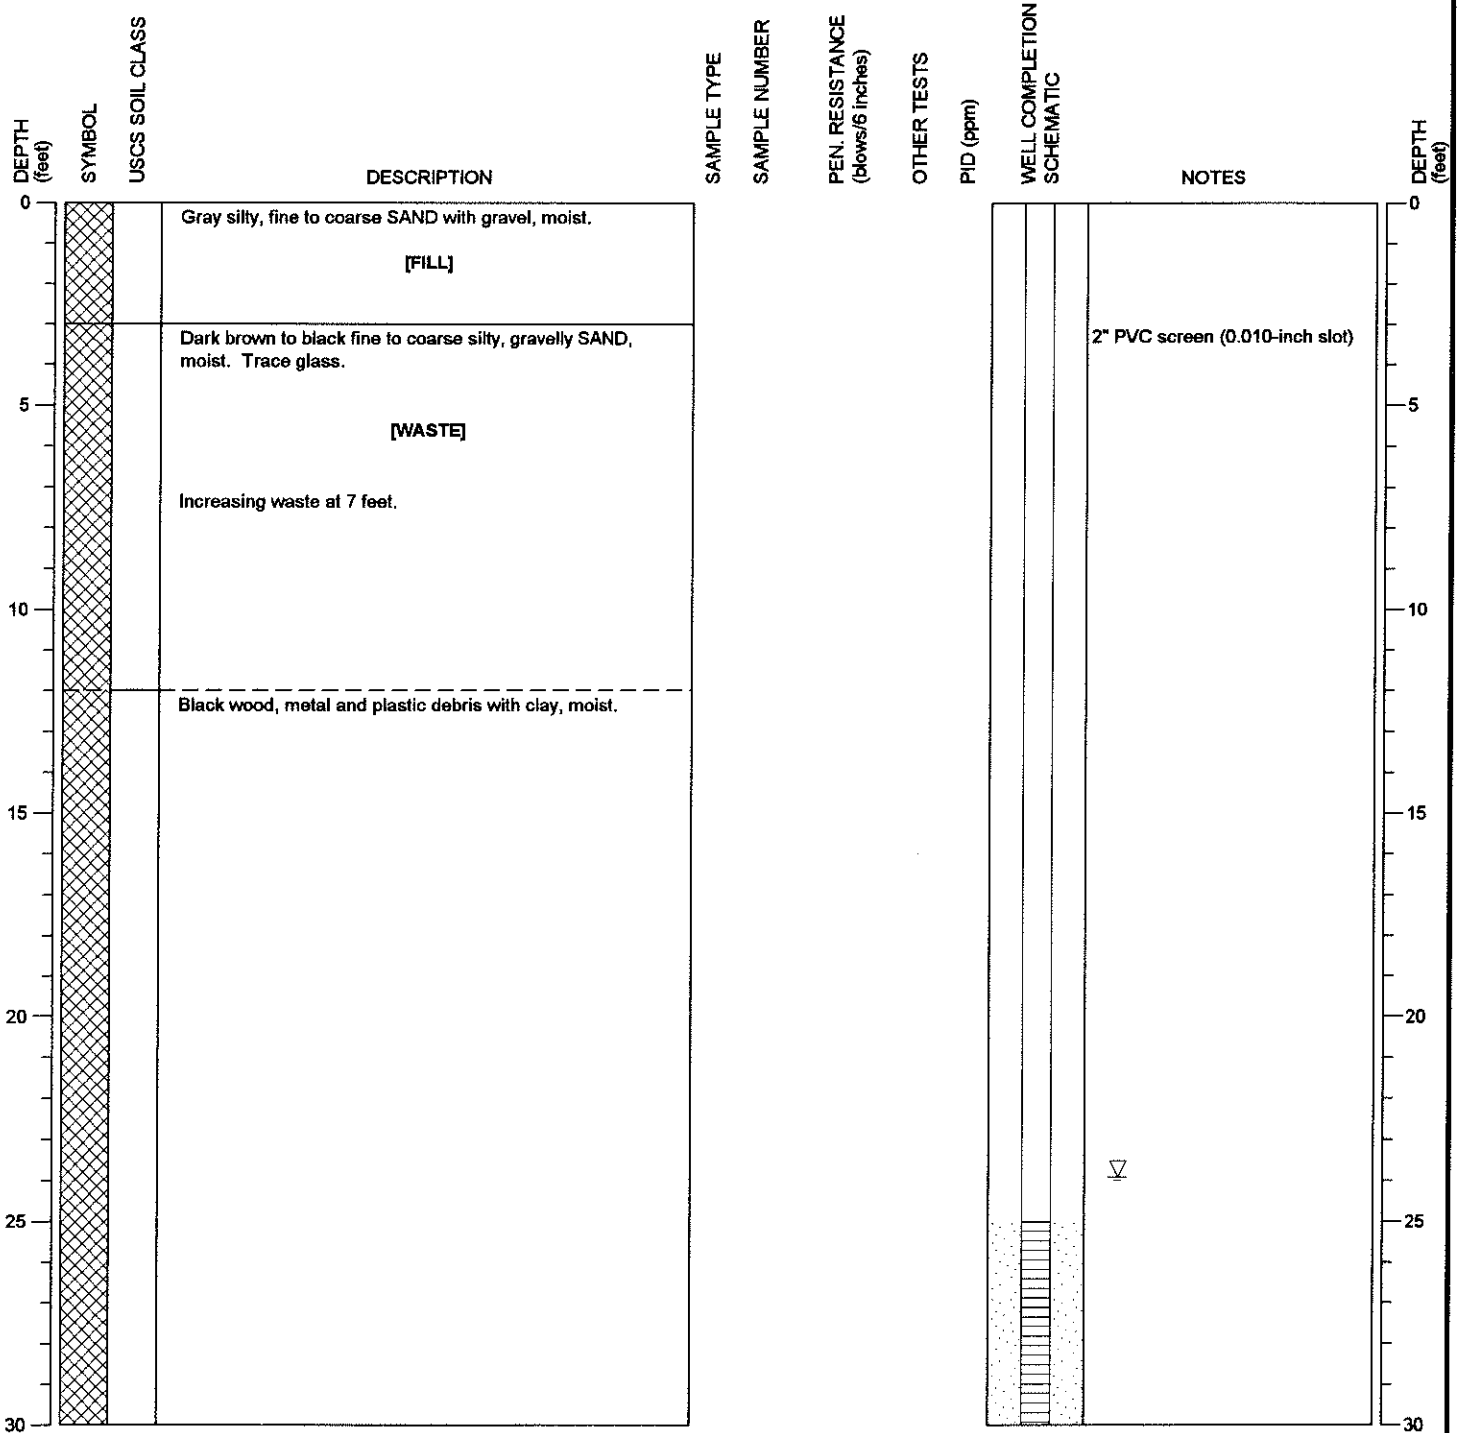 DEPTH
(feet)
SYMBOL
USCS SOIL CLASS
DESCRIPTION
SAMPLE TYPE
SAMPLE NUMBER
PEN. RESISTANCE
(blows/6 inches)
OTHER TESTS
PID (ppm)
WELL COMPLETION
SCHEMATIC
NOTES
DEPTH
(feet)
0
Gray silty, fine to coarse SAND with gravel, moist.
0
[FILL]
Dark brown to black fine to coarse silty, gravelly SAND,
moist. Trace glass.
2" PVC screen (0.010-inch slot)
5
5
[WASTE]
Increasing waste at 7 feet.
10
10
Black wood, metal and plastic debris with clay, moist.
15
15
20
20
25
25
30
30